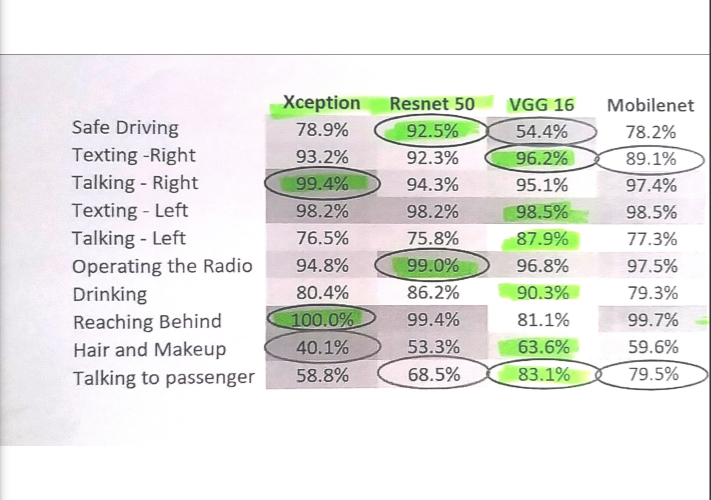 Xception Resnet 50 VGG 16 Mobilenet
Safe Driving 78.9% 92.5% 54.4% 78.2%
Texting -Right 93.2% 92.3% 96.2% 89.1%
Talking - Right 99.4% 94.3% 95.1% 97.4%
Texting - Left 98.2% 98.2% 98.5% 98.5%
Talking - Left 76.5% 75.8% 87.9% 77.3%
Operating the Radio 94.8% 99.0% 96.8% 97.5%
Drinking 80.4% 86.2% 90.3% 79.3%
Reaching Behind 100.0% 99.4% 81.1% 99.7%
Hair and Makeup 40.1% 53.3% 63.6% 59.6%
Talking to passenger 58.8% 68.5% 83.1% 79.5%